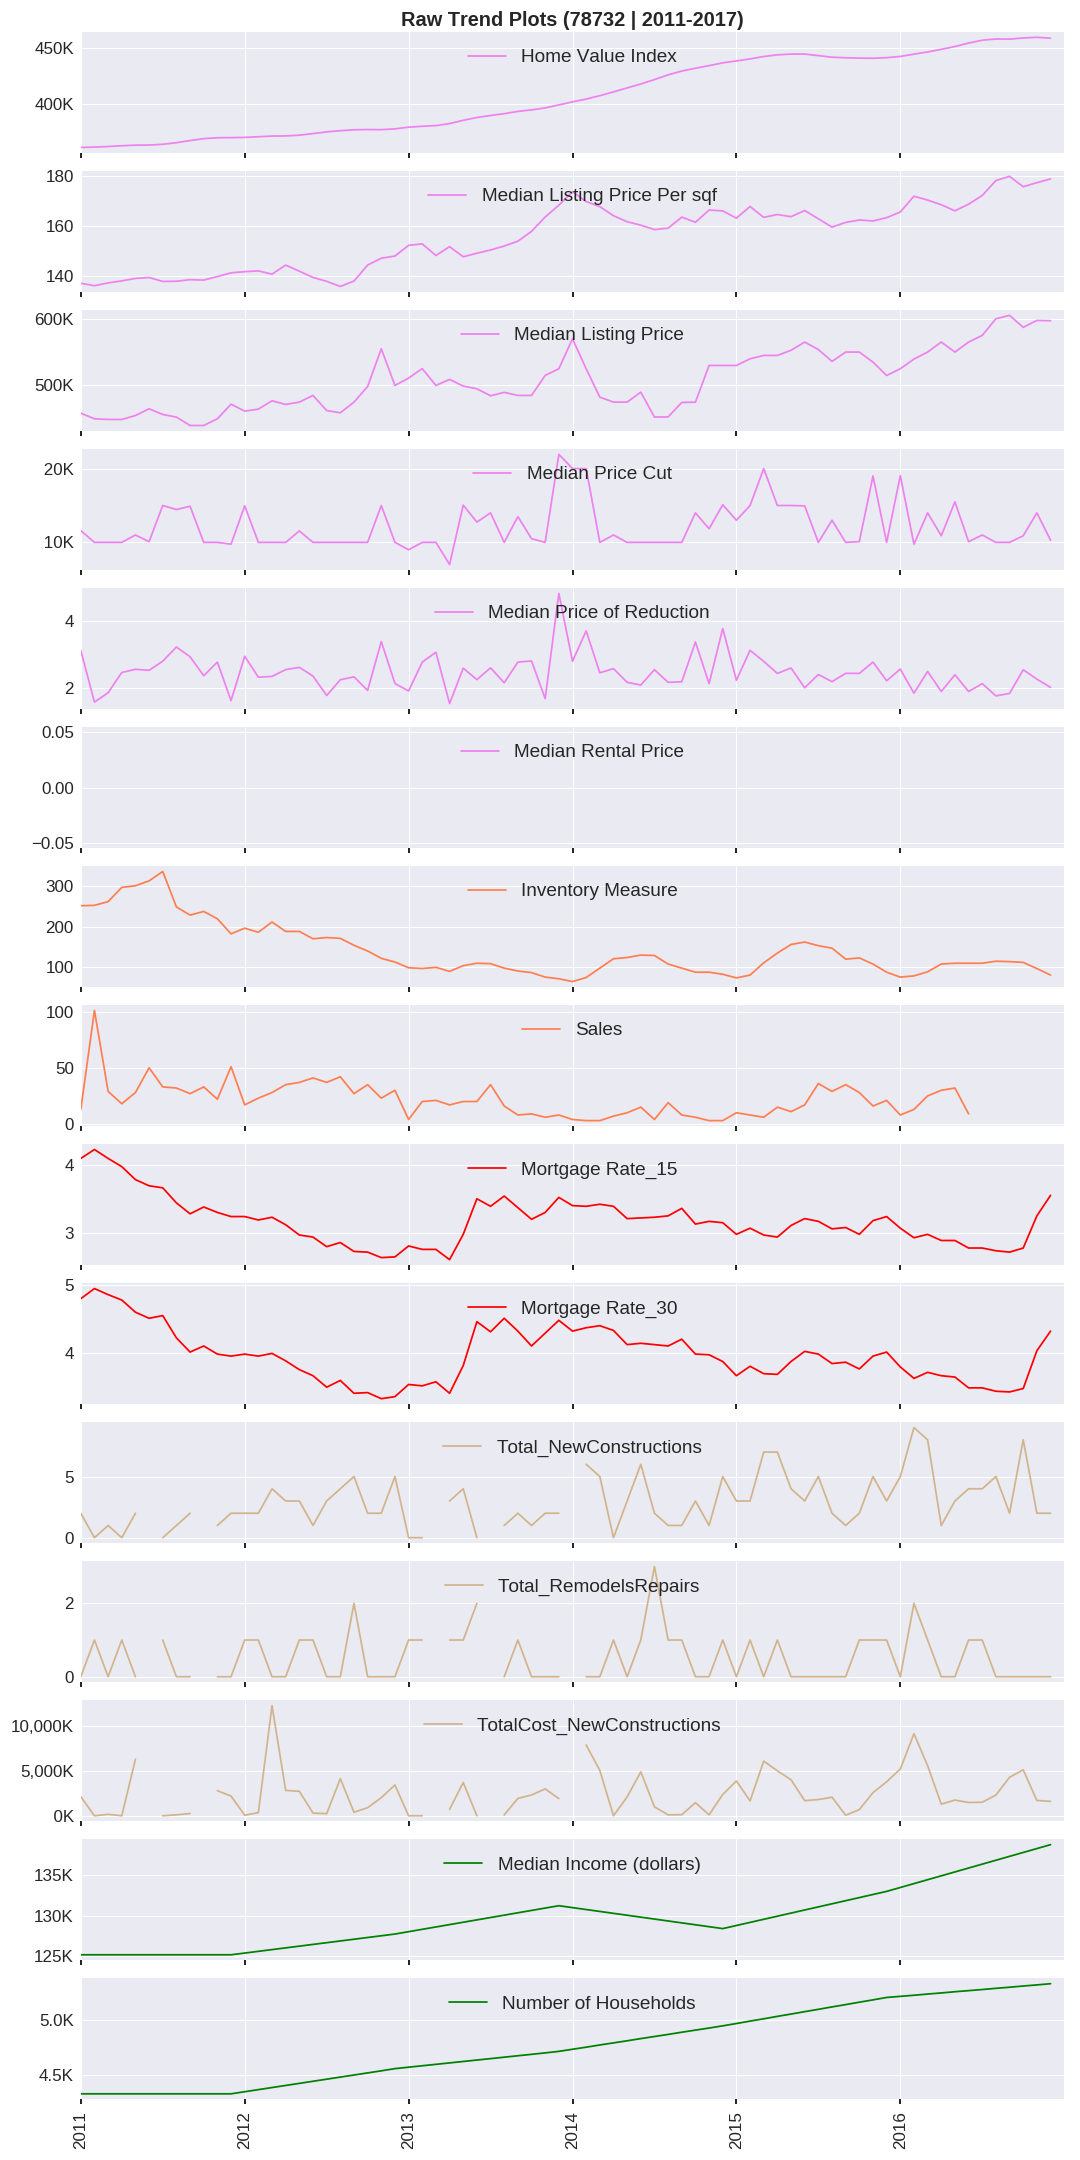 Raw Trend Plots (78732 | 2011-2017)
Home Value Index
450K
400K
Median Listing Price Per sqf
180
160
140
Median Listing Price
600K
500K
Median Price Cut
20K
10K
Median Price of Reduction
4
2
Median Rental Price
0.05
0.00
−0.05
Inventory Measure
300
200
100
Sales
100
50
0
Mortgage Rate_15
4
3
Mortgage Rate_30
5
4
Total_NewConstructions
5
0
Total_RemodelsRepairs
2
0
TotalCost_NewConstructions
10,000K
5,000K
0K
Median Income (dollars)
135K
130K
125K
Number of Households
5.0K
4.5K
2011
2012
2013
2014
2015
2016